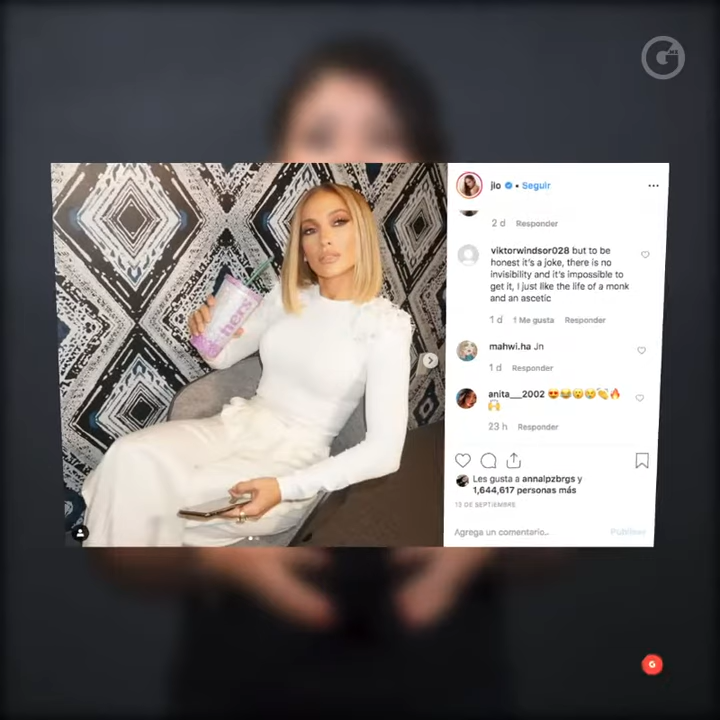 G
hers
jlo • Seguir
2 d Responder
viktorwindsor028 but to be
honest it's a joke, there is no
invisibility and it's impossible to
get it, I just like the life of a monk
and an ascetic
1 d 1 Me gusta Responder
mahwi.ha Jn
1 d Responder
anita___2002 😍😂😮😢👏🔥
🙌
23 h Responder
Les gusta a annalpzbrgs y
1,644,617 personas más
13 DE SEPTIEMBRE
Agrega un comentario...
Publicar
G